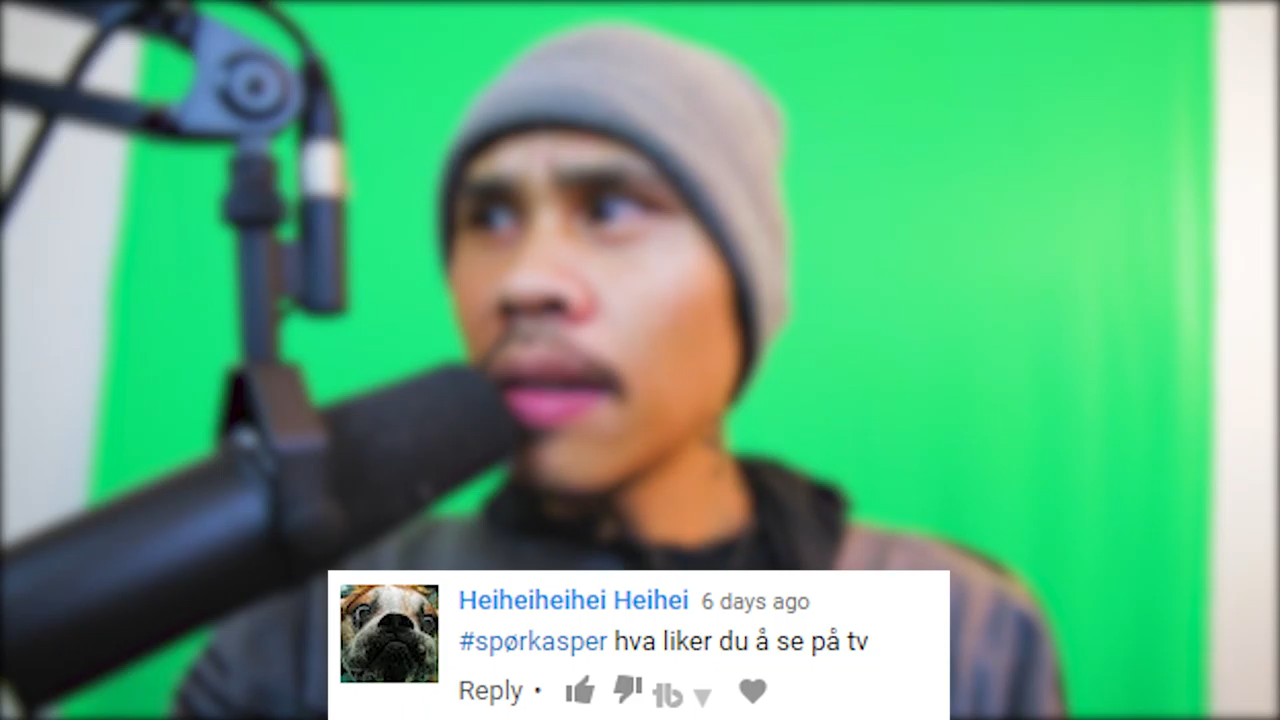 Heiheiheihei Heihei 6 days ago
#spørkasper hva liker du å se på tv
Reply •